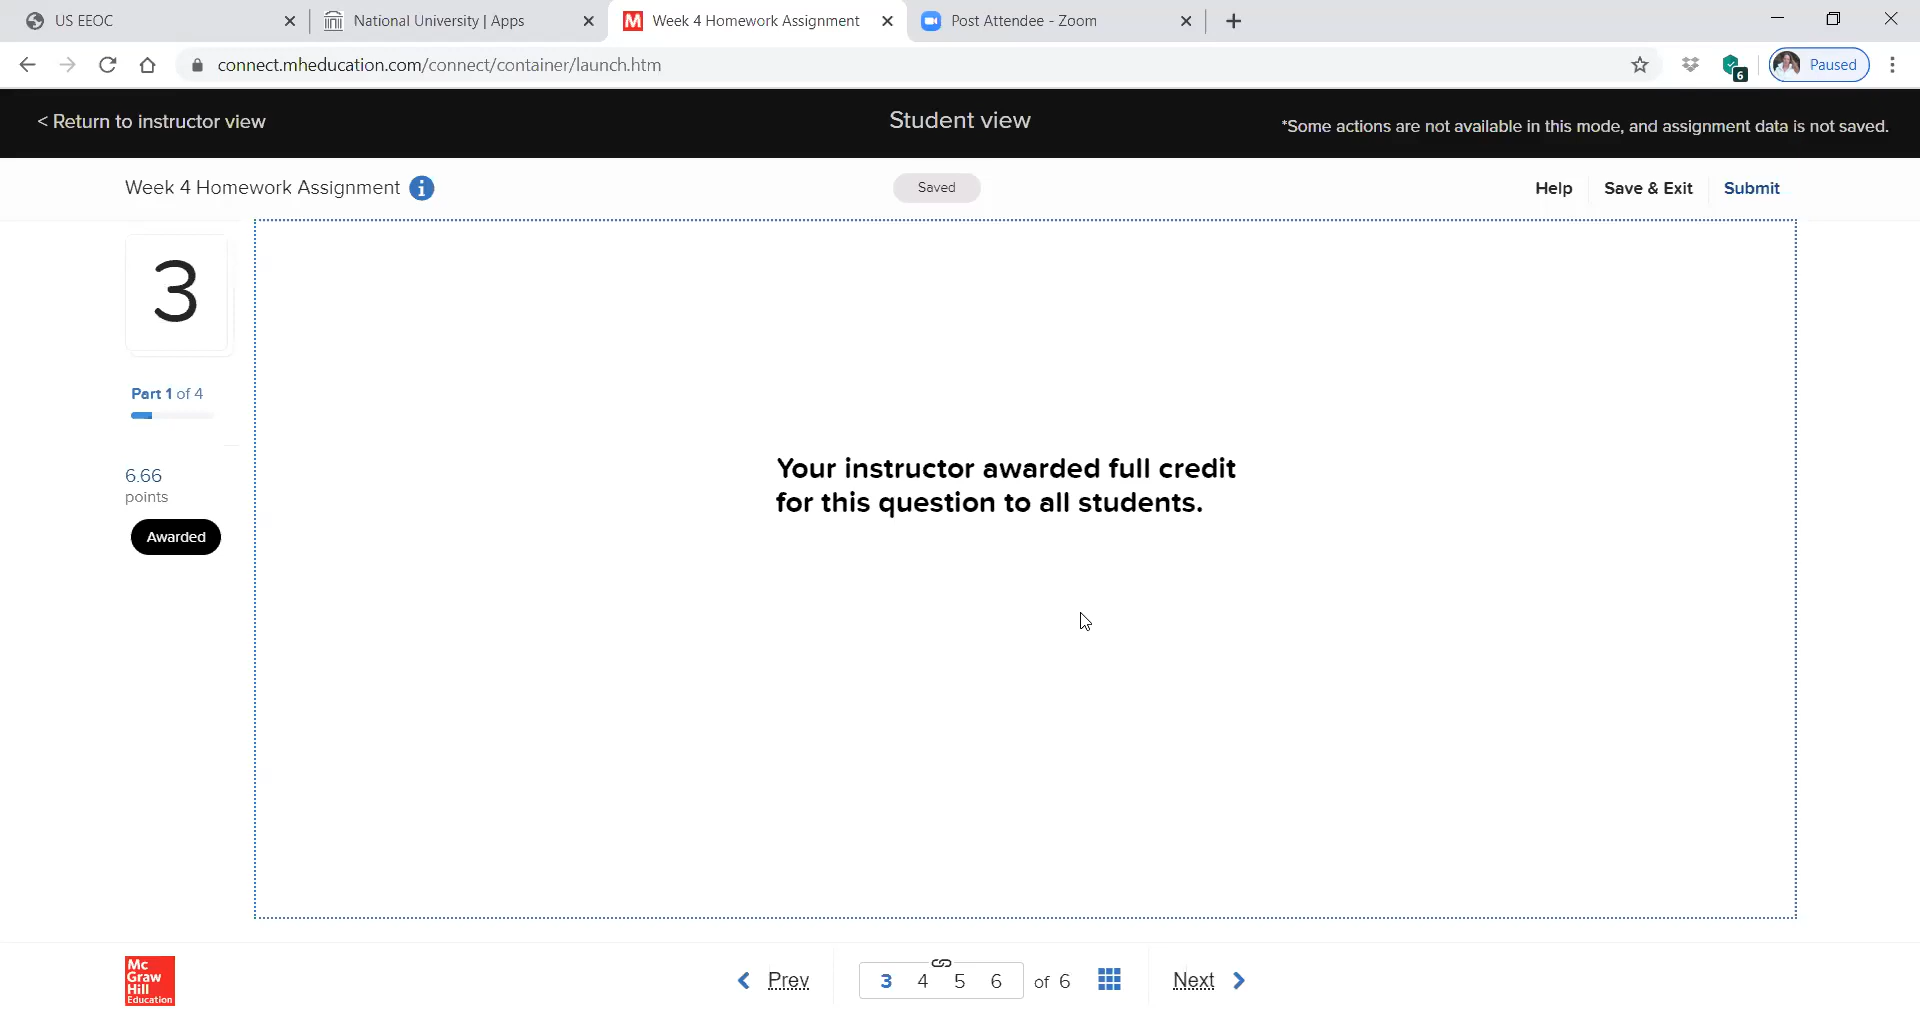 US EEOC
National University | Apps
Week 4 Homework Assignment
Post Attendee - Zoom
connect.mheducation.com/connect/container/launch.htm
6
Paused
< Return to instructor view
Student view
*Some actions are not available in this mode, and assignment data is not saved.
Week 4 Homework Assignment
Saved
Help
Save & Exit
Submit
3
Part 1 of 4
6.66
points
Awarded
Your instructor awarded full credit
for this question to all students.
Mc
Graw
Hill
Education
Prev
3 4 5 6 of 6
Next